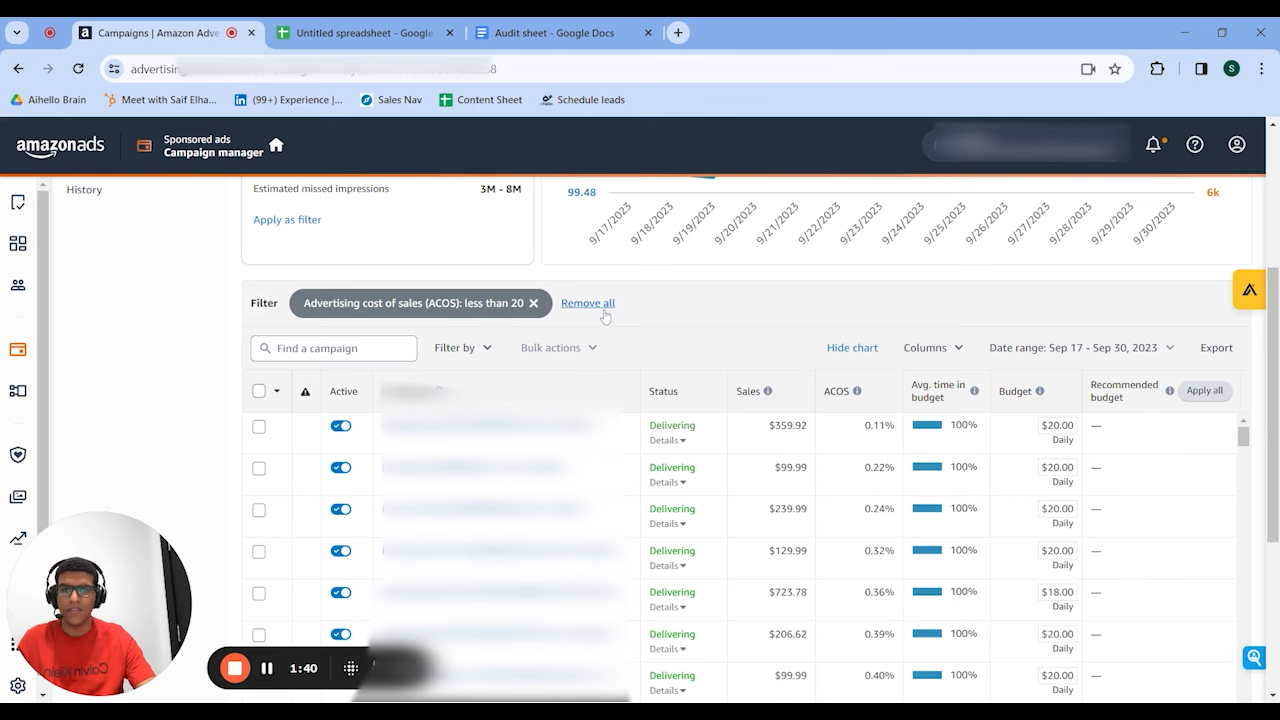 Campaigns | Amazon Adve
Untitled spreadsheet - Google
Audit sheet - Google Docs
advertising
8
Aihello Brain
Meet with Saif Elha...
(99+) Experience |...
Sales Nav
Content Sheet
Schedule leads
S
amazonads
Sponsored ads
Campaign manager
History
Estimated missed impressions
3M - 8M
Apply as filter
99.48
6k
9/17/2023
9/18/2023
9/19/2023
9/20/2023
9/21/2023
9/22/2023
9/23/2023
9/24/2023
9/25/2023
9/26/2023
9/27/2023
9/28/2023
9/29/2023
9/30/2023
Filter
Advertising cost of sales (ACOS): less than 20
Remove all
Find a campaign
Filter by
Bulk actions
Hide chart
Columns
Date range: Sep 17 - Sep 30, 2023
Export
Active
Status
Sales
ACOS
Avg. time in
budget
Budget
Recommended
budget
Apply all
Delivering $359.92 0.11% 100% $20.00 —
Details Daily
Delivering $99.99 0.22% 100% $20.00 —
Details Daily
Delivering $239.99 0.24% 100% $20.00 —
Details Daily
Delivering $129.99 0.32% 100% $20.00 —
Details Daily
Delivering $723.78 0.36% 100% $18.00 —
Details Daily
Delivering $206.62 0.39% 100% $20.00 —
Details Daily
Delivering $99.99 0.40% 100% $20.00 —
Details Daily
Calvin Klein
1:40